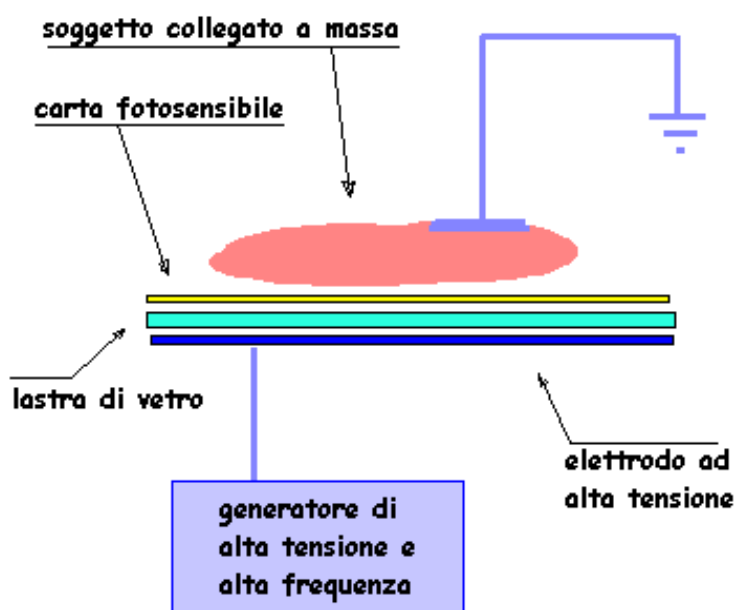 soggetto collegato a massa
carta fotosensibile
lastra di vetro
elettrodo ad
alta tensione
generatore di
alta tensione e
alta frequenza